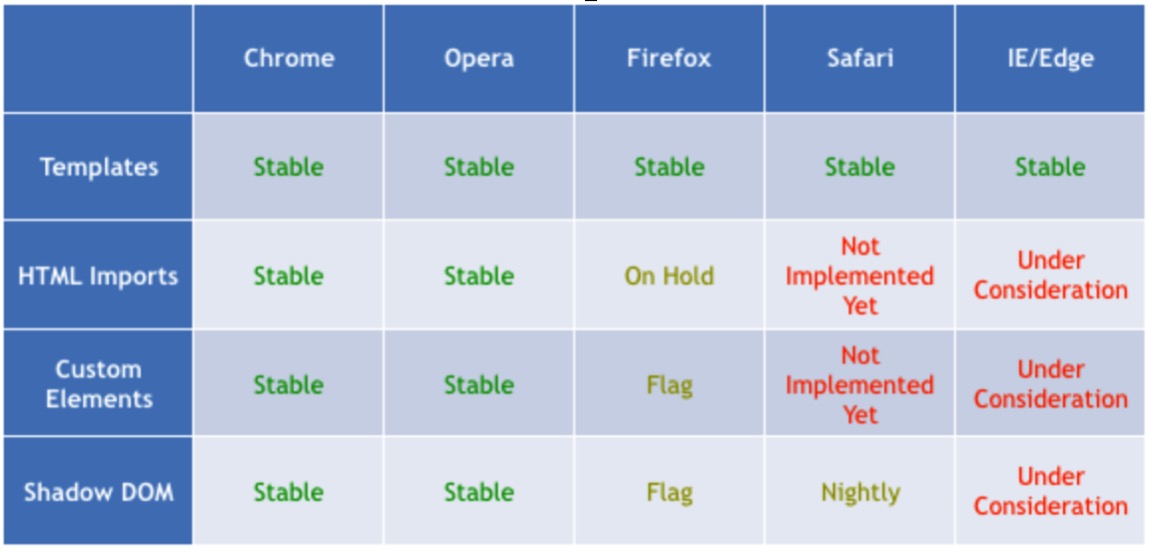 Chrome Opera Firefox Safari IE/Edge
Templates Stable Stable Stable Stable Stable
HTML Imports Stable Stable On Hold Not Implemented Yet Under Consideration
Custom Elements Stable Stable Flag Not Implemented Yet Under Consideration
Shadow DOM Stable Stable Flag Nightly Under Consideration